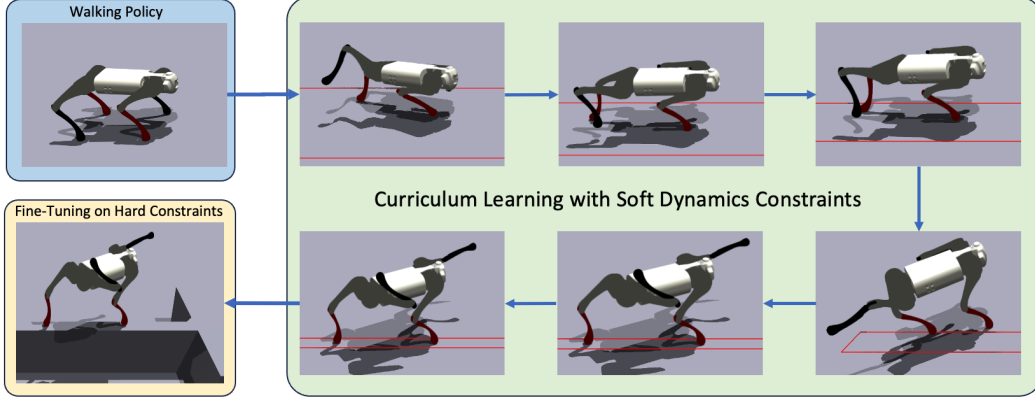 Walking Policy
Curriculum Learning with Soft Dynamics Constraints
Fine-Tuning on Hard Constraints